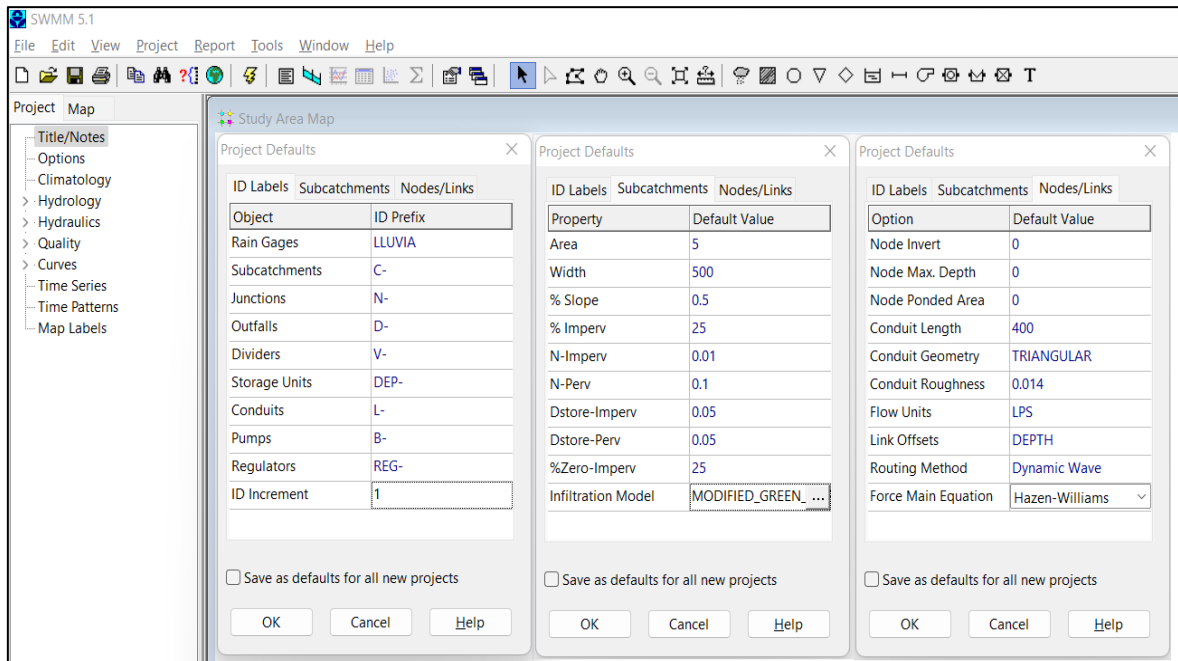 SWMM 5.1
File Edit View Project Report Tools Window Help
?{}
Σ
T
Project Map
Title/Notes
Options
Climatology
Hydrology
Hydraulics
Quality
Curves
Time Series
Time Patterns
Map Labels
Study Area Map
Project Defaults
ID Labels Subcatchments Nodes/Links
Object ID Prefix
Rain Gages LLUVIA
Subcatchments C-
Junctions N-
Outfalls D-
Dividers V-
Storage Units DEP-
Conduits L-
Pumps B-
Regulators REG-
ID Increment 1
Save as defaults for all new projects
OK Cancel Help
Project Defaults
ID Labels Subcatchments Nodes/Links
Property Default Value
Area 5
Width 500
% Slope 0.5
% Imperv 25
N-Imperv 0.01
N-Perv 0.1
Dstore-Imperv 0.05
Dstore-Perv 0.05
%Zero-Imperv 25
Infiltration Model MODIFIED_GREEN_ ...
Save as defaults for all new projects
OK Cancel Help
Project Defaults
ID Labels Subcatchments Nodes/Links
Option Default Value
Node Invert 0
Node Max. Depth 0
Node Ponded Area 0
Conduit Length 400
Conduit Geometry TRIANGULAR
Conduit Roughness 0.014
Flow Units LPS
Link Offsets DEPTH
Routing Method Dynamic Wave
Force Main Equation Hazen-Williams
Save as defaults for all new projects
OK Cancel Help